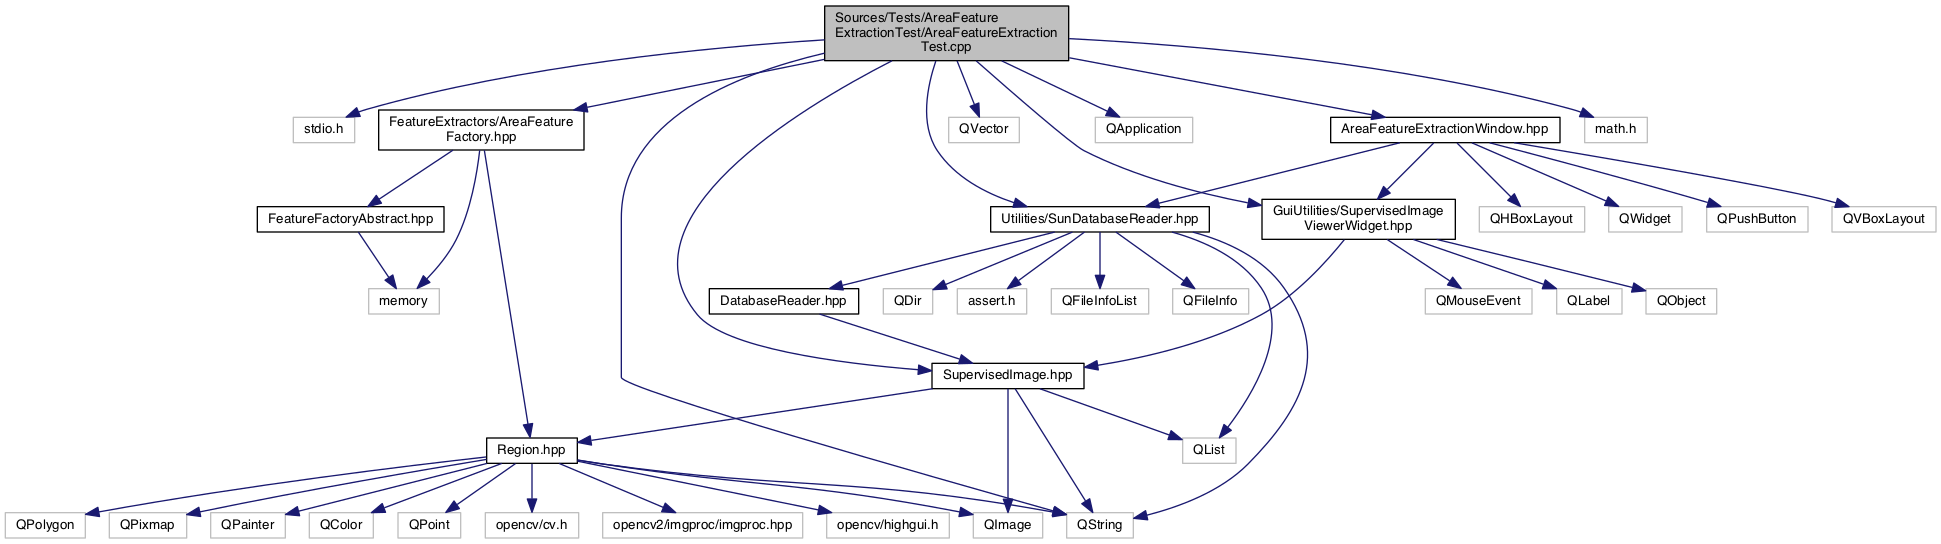 Sources/Tests/AreaFeature
ExtractionTest/AreaFeatureExtraction
Test.cpp
stdio.h
FeatureExtractors/AreaFeature
Factory.hpp
QVector
QApplication
AreaFeatureExtractionWindow.hpp
math.h
FeatureFactoryAbstract.hpp
Utilities/SunDatabaseReader.hpp
GuiUtilities/SupervisedImage
ViewerWidget.hpp
QHBoxLayout
QWidget
QPushButton
QVBoxLayout
memory
DatabaseReader.hpp
QDir
assert.h
QFileInfoList
QFileInfo
QMouseEvent
QLabel
QObject
SupervisedImage.hpp
Region.hpp
QList
QPolygon
QPixmap
QPainter
QColor
QPoint
opencv/cv.h
opencv2/imgproc/imgproc.hpp
opencv/highgui.h
QImage
QString